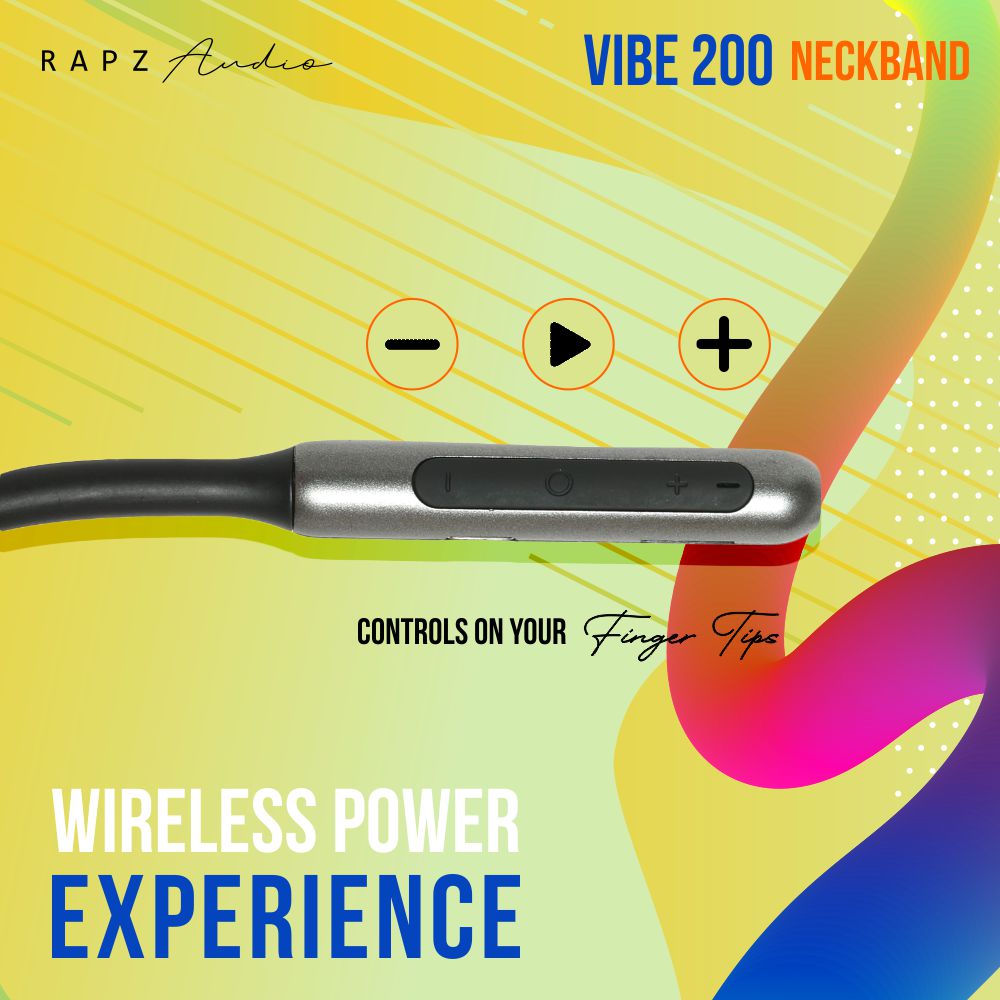 RAPZ Audio
VIBE 200 NECKBAND
CONTROLS ON YOUR Finger Tips
WIRELESS POWER
EXPERIENCE